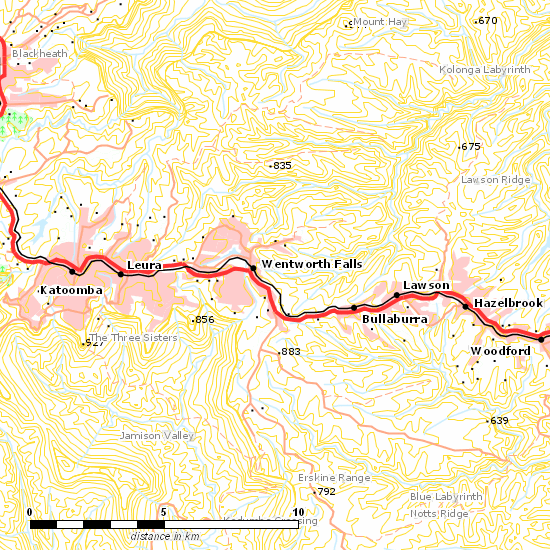 Mount Hay
670
Blackheath
Kolonga Labyrinth
675
835
Lawson Ridge
Leura
Wentworth Falls
Katoomba
Lawson
Hazelbrook
856
Bullaburra
The Three Sisters
927
883
Woodford
639
Jamison Valley
Erskine Range
792
Blue Labyrinth
0
5
10
Notts Ridge
Kedumba Crossing
distance in km